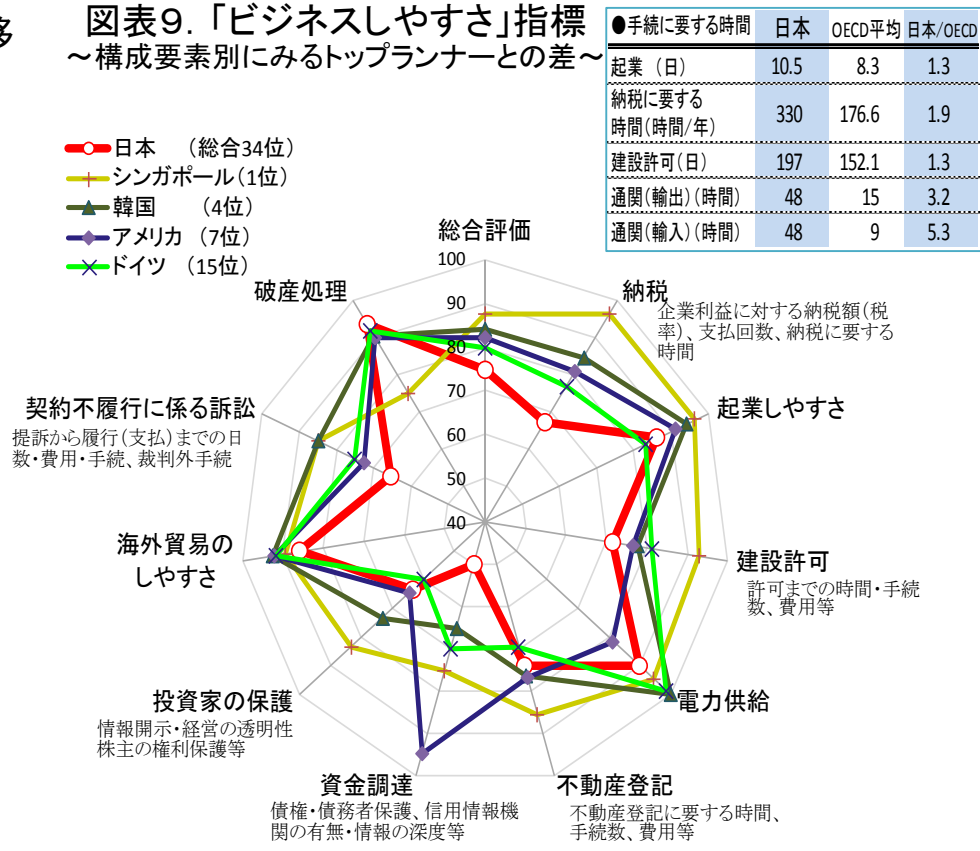 図表９．「ビジネスしやすさ」指標
～構成要素別にみるトップランナーとの差～
●手続に要する時間 日本 OECD平均 日本/OECD
起業 （日） 10.5 8.3 1.3
納税に要する
時間(時間/年) 330 176.6 1.9
建設許可(日) 197 152.1 1.3
通関(輸出)(時間) 48 15 3.2
通関(輸入)(時間) 48 9 5.3
日本 （総合34位）
シンガポール（1位）
韓国 （4位）
アメリカ （7位）
ドイツ （15位）
総合評価
100
90
80
70
60
50
40
納税
企業利益に対する納税額（税
率）、支払回数、納税に要する
時間
起業しやすさ
建設許可
許可までの時間・手続
数、費用等
電力供給
不動産登記
不動産登記に要する時間、
手続数、費用等
資金調達
債権・債務者保護、信用情報機
関の有無・情報の深度等
投資家の保護
情報開示・経営の透明性
株主の権利保護等
海外貿易の
しやすさ
契約不履行に係る訴訟
提訴から履行（支払）までの日
数・費用・手続、裁判外手続
破産処理